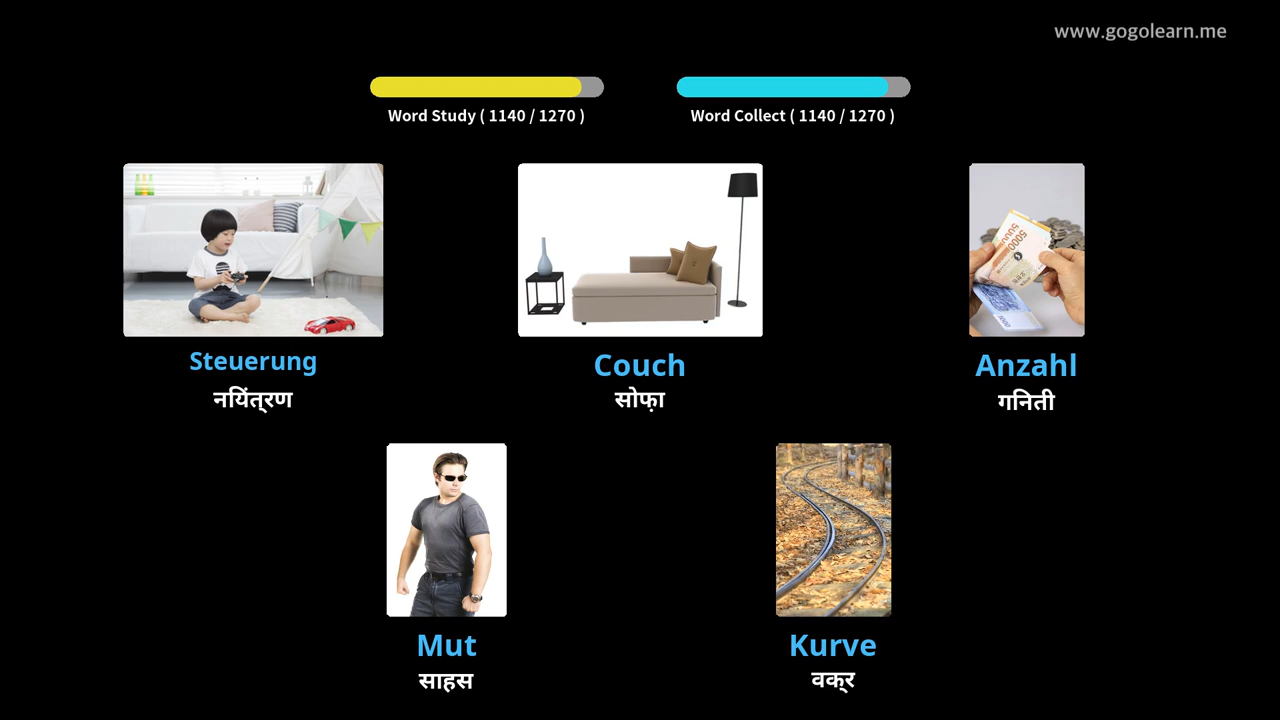 www.gogolearn.me
Word Study ( 1140 / 1270 )
Word Collect ( 1140 / 1270 )
Steuerung
नयिंत्रण
Couch
सोफ़ा
Anzahl
गनिती
Mut
साहस
Kurve
वक्र